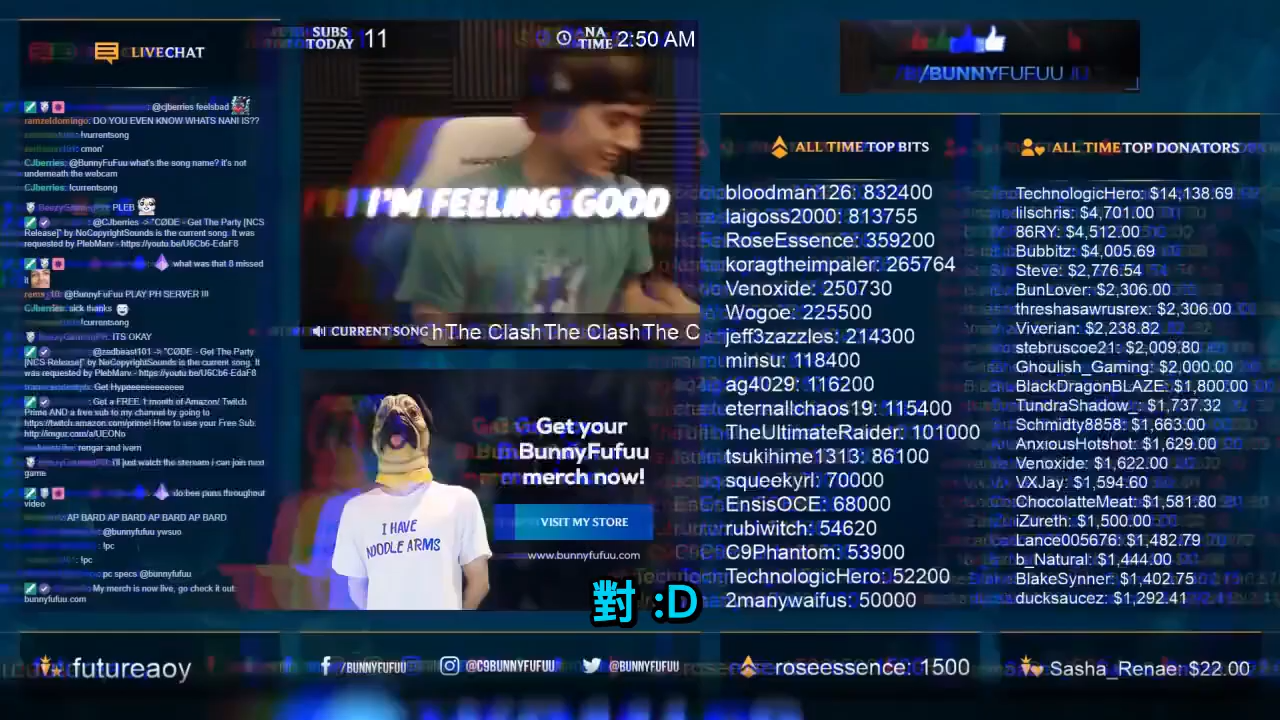 LIVECHAT
: @cjberries feelsbad
ramzeldomingo: DO YOU EVEN KNOW WHATS NANI IS??
: !vurrentsong
: cmon'
CJberries: @BunnyFuFuu what's the song name? it's not
underneath the webcam
CJberries: !currentsong
: PLEB
: @CJberries -> "CØDE - Get The Party [NCS
Release]" by NoCopyrightSounds is the current song. It was
requested by PlebMarv - https://youtu.be/U6Cb6-EdaF8
: what was that 8 missed
it
: @BunnyFuFuu PLAY PH SERVER !!!
CJberries: sick thanks
: !currentsong
: ITS OKAY
: @zedbeast101 -> "CØDE - Get The Party
[NCS Release]" by NoCopyrightSounds is the current song. It
was requested by PlebMarv - https://youtu.be/U6Cb6-EdaF8
: Get Hypeeeeeeeeeee
: Get a FREE 1 month of Amazon/ Twitch
Prime AND a free sub to my channel by going to
https://twitch.amazon.com/prime! How to use your Free Sub:
http://imgur.com/a/UEONo
: rengar and ivern
: i'll just watch the stream i can join next
game
: do bee puns throughout
video
: AP BARD AP BARD AP BARD AP BARD
: @bunnyfufuu ywsuo
: !pc
: !pc
: pc specs @bunnyfufuu
: My merch is now live, go check it out:
bunnyfufuu.com
SUBS
TODAY 11
NA
TIME 2:50 AM
I'M FEELING GOOD
CURRENT SONG hThe ClashThe ClashThe C
I HAVE
NOODLE ARMS
Get your
BunnyFufuu
merch now!
VISIT MY STORE
www.bunnyfufuu.com
對 :D
/BUNNYFUFUU
ALL TIME TOP BITS
bloodman126: 832400
laigoss2000: 813755
RoseEssence: 359200
koragtheimpaler: 265764
Venoxide: 250730
Wogoe: 225500
jeff3zazzles: 214300
minsu: 118400
ag4029: 116200
eternallchaos19: 115400
TheUltimateRaider: 101000
tsukihime1313: 86100
squeekyrl: 70000
EnsisOCE: 68000
rubiwitch: 54620
C9Phantom: 53900
TechnologicHero: 52200
2manywaifus: 50000
ALL TIME TOP DONATORS
TechnologicHero: $14,138.69
lilschris: $4,701.00
86RY: $4,512.00
Bubbitz: $4,005.69
Steve: $2,776.54
BunLover: $2,306.00
threshasawrusrex: $2,306.00
Viverian: $2,238.82
stebruscoe21: $2,009.80
Ghoulish_Gaming: $2,000.00
BlackDragonBLAZE: $1,800.00
TundraShadow_: $1,737.32
Schmidty8858: $1,663.00
AnxiousHotshot: $1,629.00
Venoxide: $1,622.00
VXJay: $1,594.60
ChocolatteMeat: $1,581.80
iZureth: $1,500.00
Lance005676: $1,482.79
b_Natural: $1,444.00
BlakeSynner: $1,402.75
ducksaucez: $1,292.41
futureaoy
/BUNNYFUFUU
@C9BUNNYFUFUU
@BUNNYFUFUU
roseessence: 1500
Sasha_Renae: $22.00